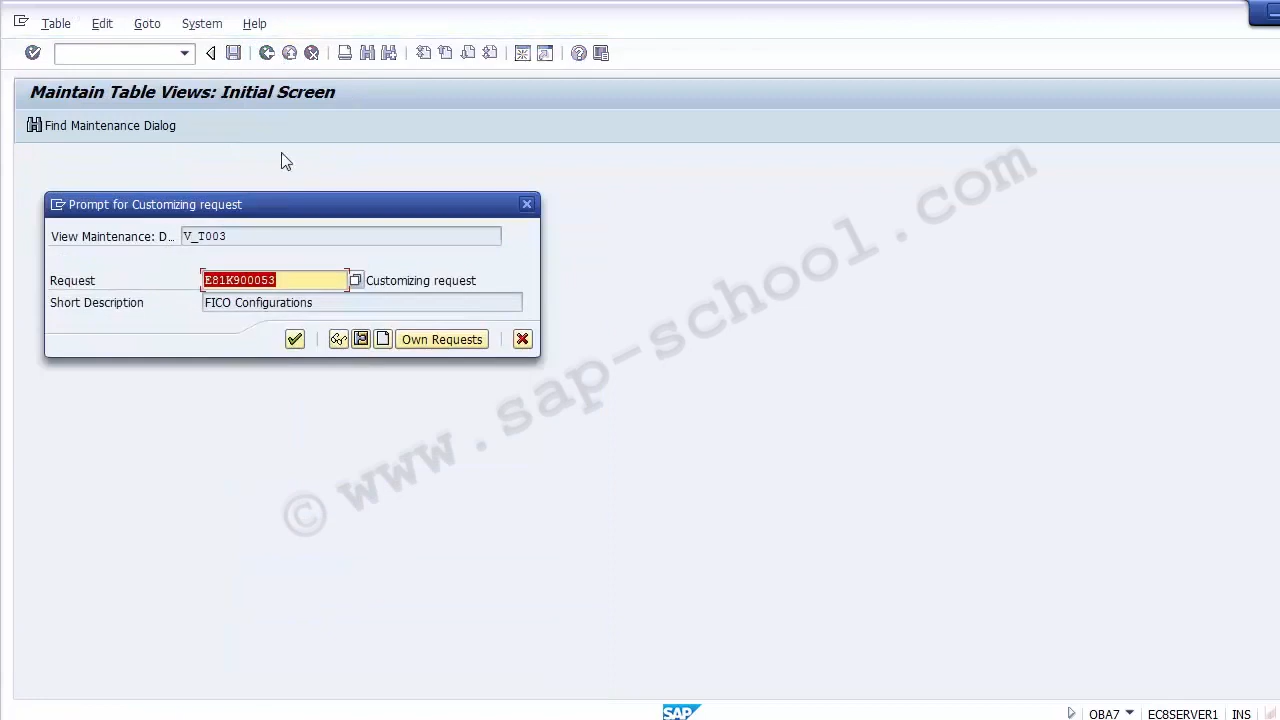 Table Edit Goto System Help
Maintain Table Views: Initial Screen
Find Maintenance Dialog
Prompt for Customizing request
View Maintenance: D... V_T003
Request E81K900053 Customizing request
Short Description FICO Configurations
Own Requests
© www.sap-school.com
SAP OBA7 EC8SERVER1 INS